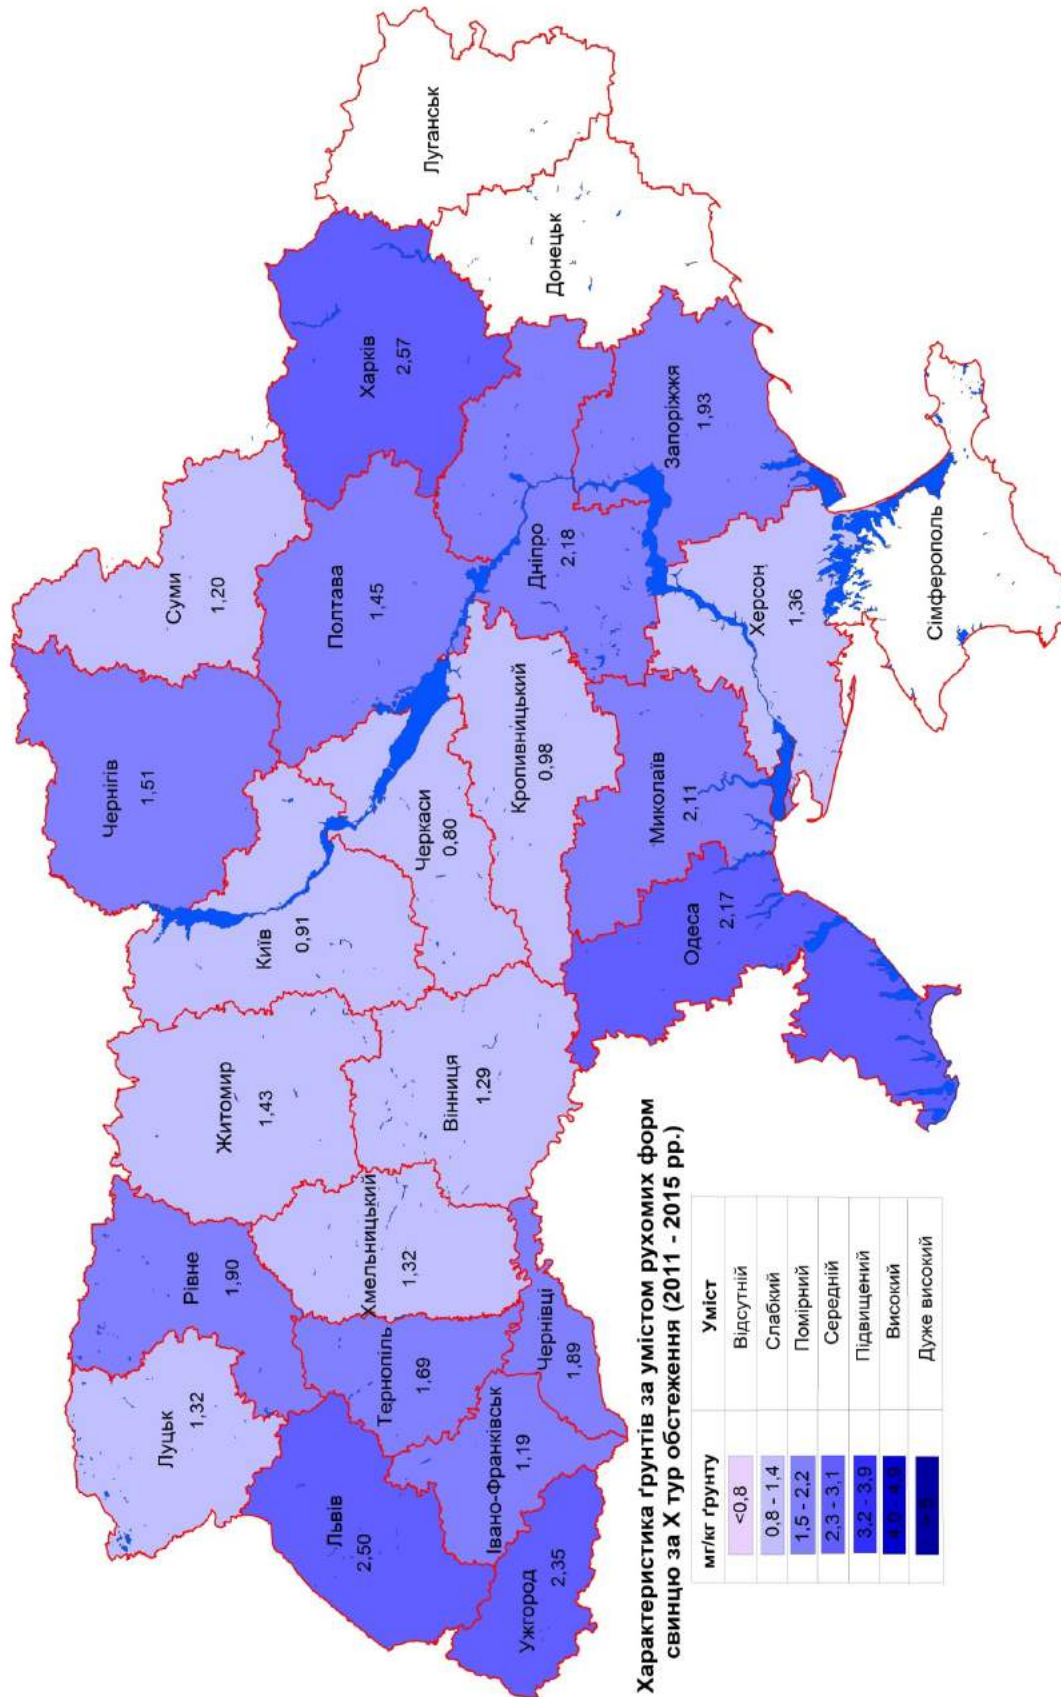 Луцьк
1,32
Рівне
1,90
Житомир
1,43
Київ
0,91
Чернігів
1,51
Суми
1,20
Львів
2,50
Тернопіль
1,69
Хмельницький
1,32
Вінниця
1,29
Черкаси
0,80
Полтава
1,45
Харків
2,57
Луганськ
Ужгород
2,35
Івано-Франківськ
1,19
Чернівці
1,89
Кропивницький
0,98
Дніпро
2,18
Донецьк
Одеса
2,17
Миколаїв
2,11
Херсон
1,36
Запоріжжя
1,93
Сімферополь
Характеристика ґрунтів за умістом рухомих форм
свинцю за X тур обстеження (2011 - 2015 рр.)
мг/кг ґрунту Уміст
<0,8 Відсутній
0,8 - 1,4 Слабкий
1,5 - 2,2 Помірний
2,3 - 3,1 Середній
3,2 - 3,9 Підвищений
4,0 - 4,9 Високий
Дуже високий